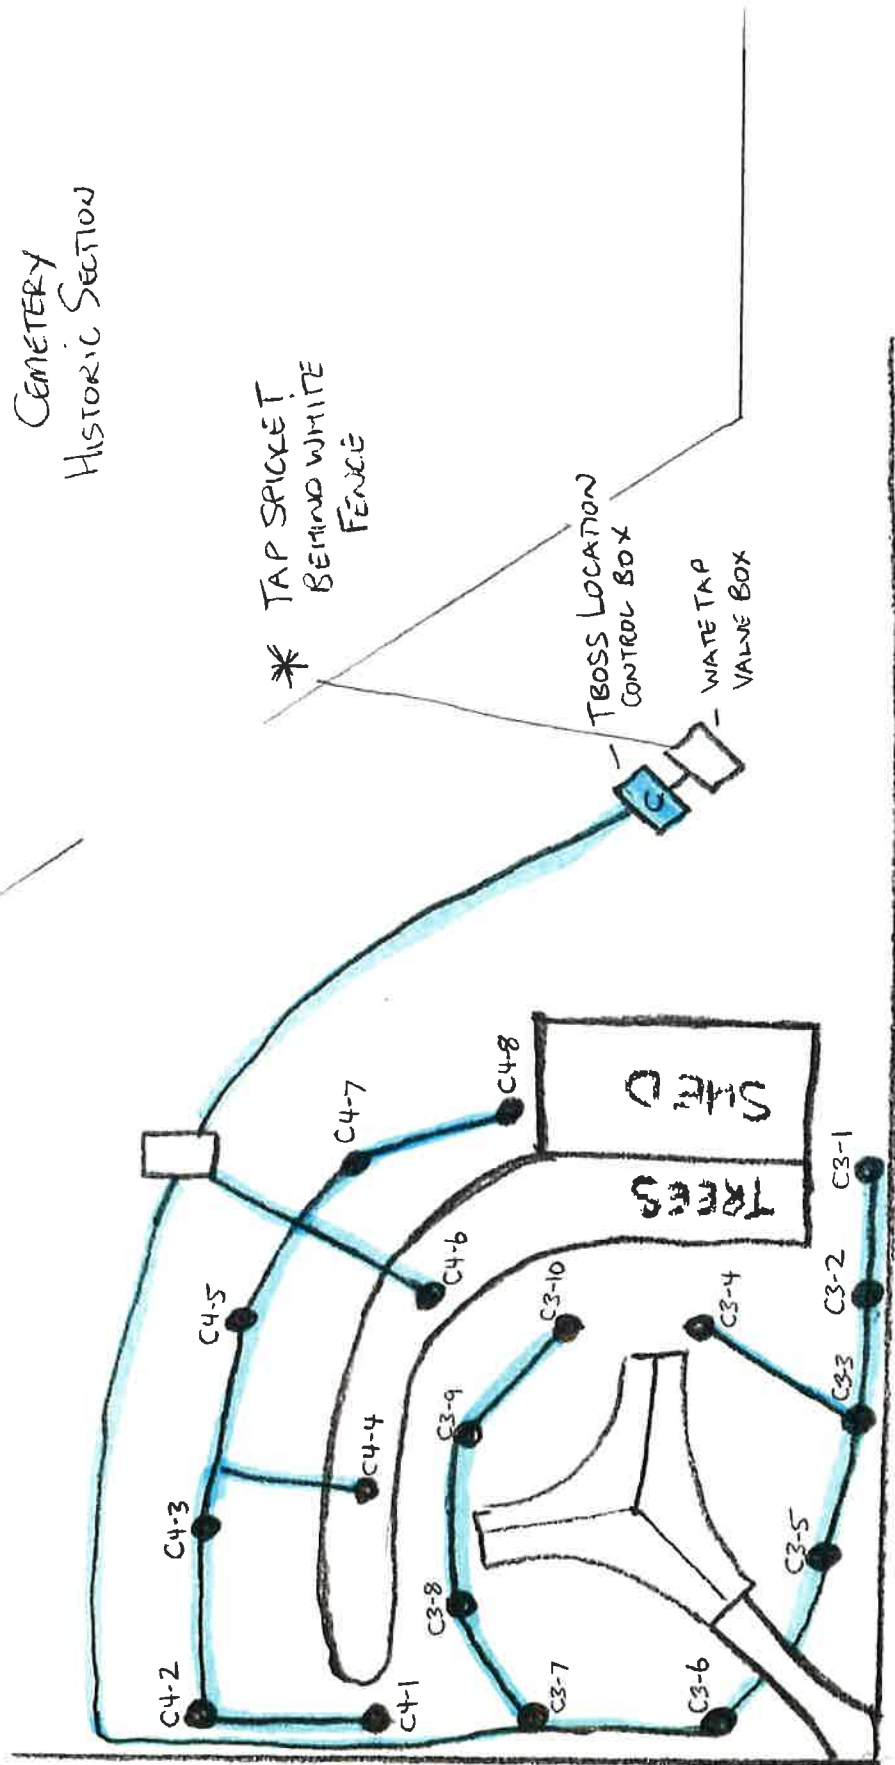 CEMETERY
HISTORIC SECTION
* TAP SPICKET
BEHIND WHITE
FENCE
TBOSS LOCATION
CONTROL BOX
WATE TAP
VALVE BOX
C
C4-8
C4-7
C4-6
C4-5
C4-4
C4-3
C4-2
C4-1
SHED
TREES
C3-1
C3-2
C3-3
C3-4
C3-5
C3-6
C3-7
C3-8
C3-9
C3-10